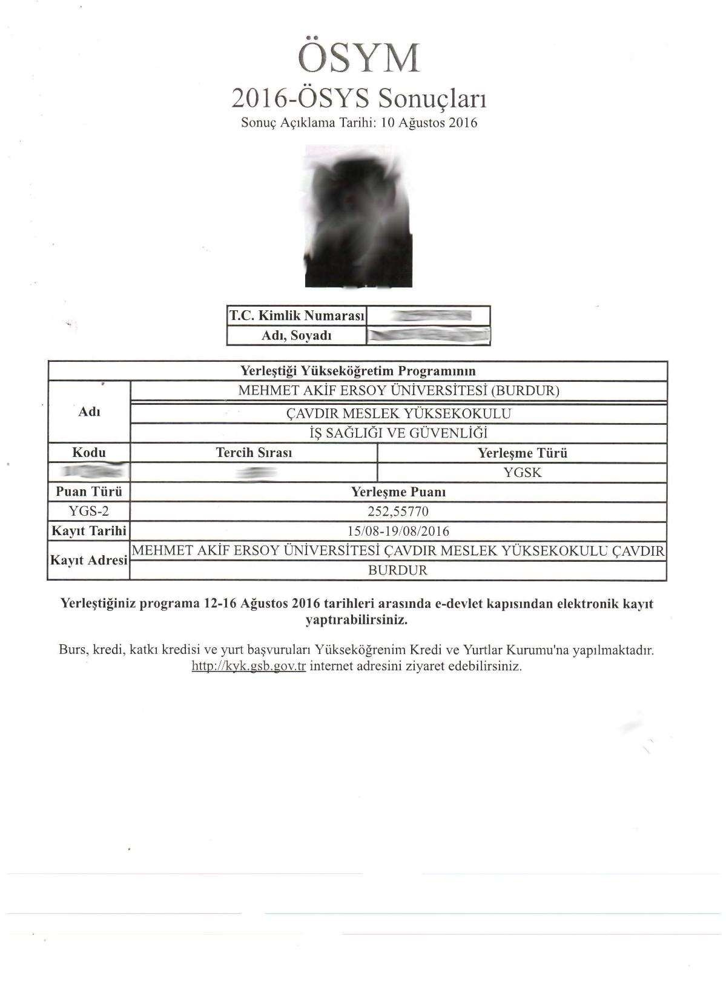 ÖSYM
2016-ÖSYS Sonuçları
Sonuç Açıklama Tarihi: 10 Ağustos 2016
T.C. Kimlik Numarası
Adı, Soyadı
Yerleştiği Yükseköğretim Programının
Adı
MEHMET AKİF ERSOY ÜNİVERSİTESİ (BURDUR)
ÇAVDIR MESLEK YÜKSEKOKULU
İŞ SAĞLIĞI VE GÜVENLİĞİ
Kodu Tercih Sırası Yerleşme Türü
YGSK
Puan Türü Yerleşme Puanı
YGS-2 252,55770
Kayıt Tarihi 15/08-19/08/2016
Kayıt Adresi MEHMET AKİF ERSOY ÜNİVERSİTESİ ÇAVDIR MESLEK YÜKSEKOKULU ÇAVDIR
BURDUR
Yerleştiğiniz programa 12-16 Ağustos 2016 tarihleri arasında e-devlet kapısından elektronik kayıt
yaptırabilirsiniz.
Burs, kredi, katkı kredisi ve yurt başvuruları Yükseköğrenim Kredi ve Yurtlar Kurumu'na yapılmaktadır.
http://kyk.gsb.gov.tr internet adresini ziyaret edebilirsiniz.